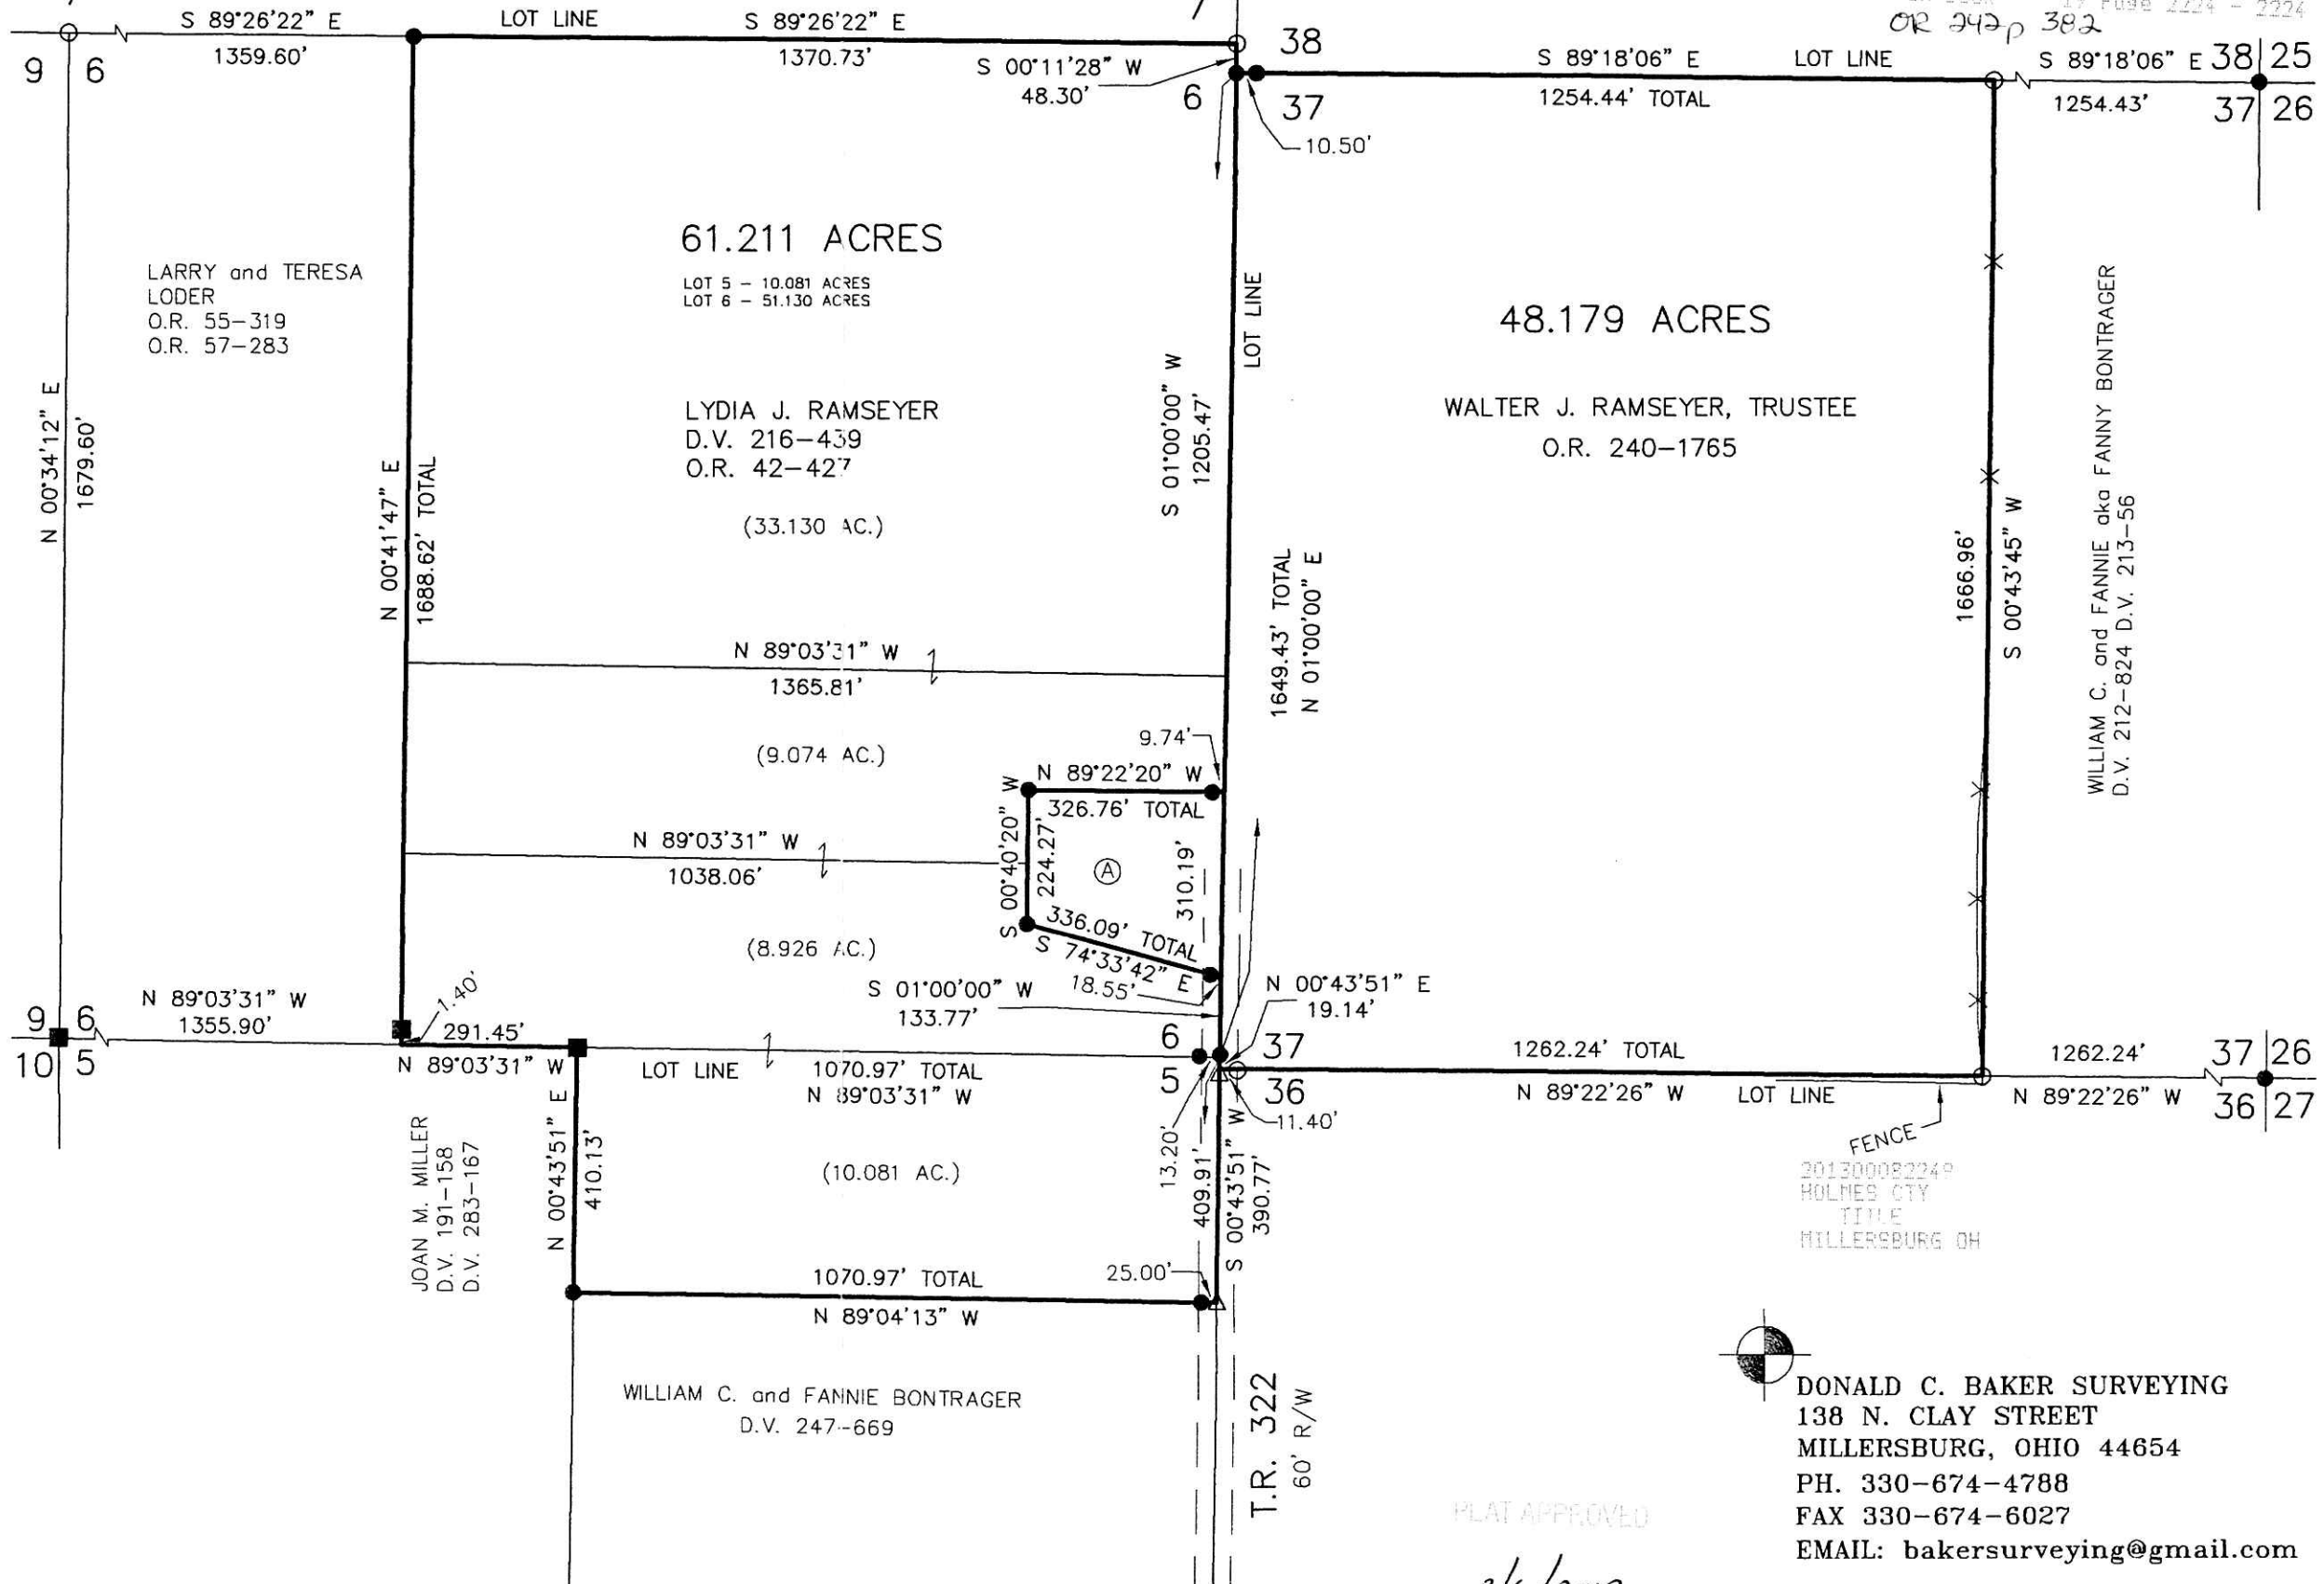 19 Page 2224 - 2224
OR 242 p 382
S 89°26'22" E
LOT LINE
S 89°26'22" E
1359.60'
1370.73'
9 6
S 00°11'28" W
48.30'
38
6
37
10.50'
S 89°18'06" E
LOT LINE
1254.44' TOTAL
S 89°18'06" E
38 25
1254.43'
37 26
61.211 ACRES
LOT 5 - 10.081 ACRES
LOT 6 - 51.130 ACRES
LARRY and TERESA
LODER
O.R. 55-319
O.R. 57-283
N 00°34'12" E
1679.60'
N 00°41'47" E
1688.62' TOTAL
LYDIA J. RAMSEYER
D.V. 216-439
O.R. 42-427
(33.130 AC.)
LOT LINE
S 01°00'00" W
1205.47'
1649.43' TOTAL
N 01°00'00" E
48.179 ACRES
WALTER J. RAMSEYER, TRUSTEE
O.R. 240-1765
1666.96'
S 00°43'45" W
WILLIAM C. and FANNIE aka FANNY BONTRAGER
D.V. 212-824 D.V. 213-56
N 89°03'31" W
1365.81'
(9.074 AC.)
9.74'
N 89°22'20" W
326.76' TOTAL
S 00°40'20" W
224.27'
A
310.19'
N 89°03'31" W
1038.06'
336.09' TOTAL
S 74°33'42" E
18.55'
(8.926 AC.)
S 01°00'00" W
133.77'
N 00°43'51" E
19.14'
N 89°03'31" W
1355.90'
9 6
10 5
1.40'
291.45'
N 89°03'31" W
LOT LINE
1070.97' TOTAL
N 89°03'31" W
6
5
37
36
11.40'
13.20'
1262.24' TOTAL
N 89°22'26" W
LOT LINE
1262.24'
N 89°22'26" W
37 26
36 27
FENCE
JOAN M. MILLER
D.V. 191-158
D.V. 283-167
N 00°43'51" E
410.13'
(10.081 AC.)
409.91'
S 00°43'51" W
390.77'
HOLMES CTY
TITLE
MILLERSBURG OH
1070.97' TOTAL
25.00'
N 89°04'13" W
WILLIAM C. and FANNIE BONTRAGER
D.V. 247-669
T.R. 322
60' R/W
PLAT APPROVED
DONALD C. BAKER SURVEYING
138 N. CLAY STREET
MILLERSBURG, OHIO 44654
PH. 330-674-4788
FAX 330-674-6027
EMAIL: bakersurveying@gmail.com